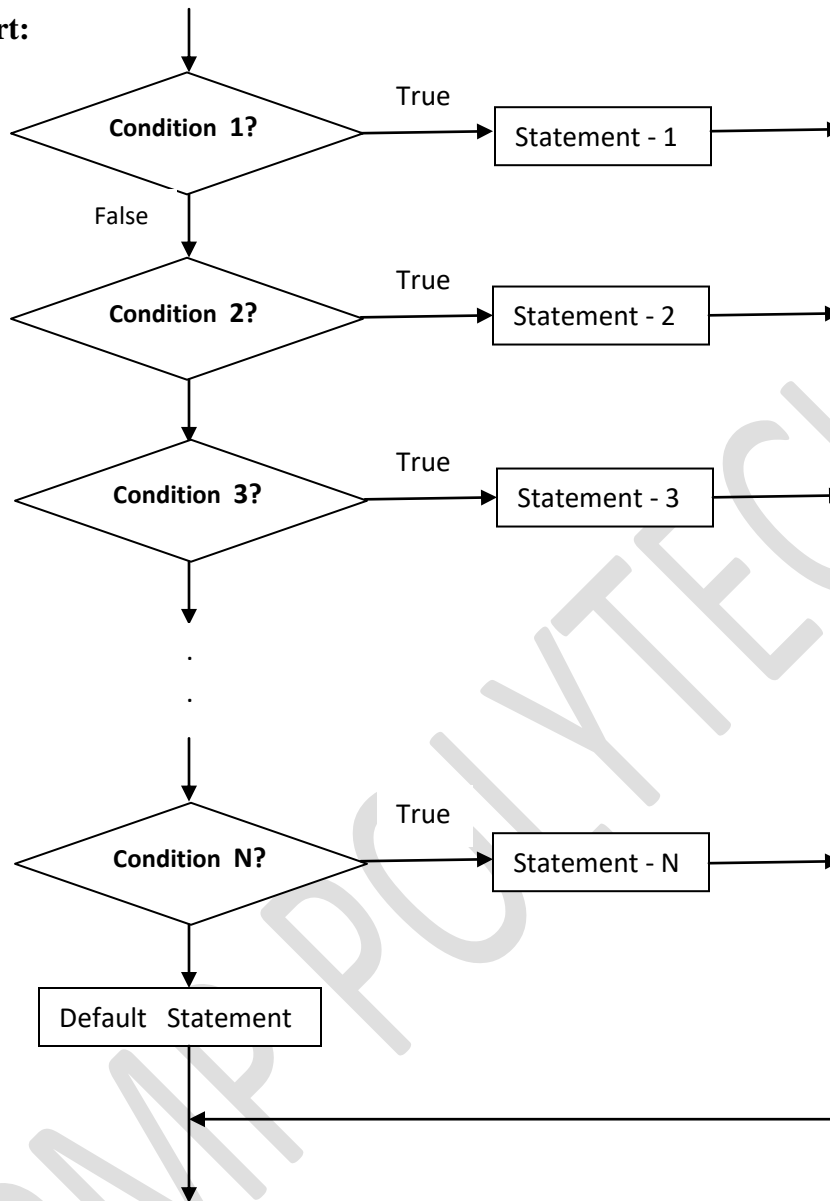 rt:
True
Condition 1?
Statement - 1
False
True
Condition 2?
Statement - 2
True
Condition 3?
Statement - 3
.
.
True
Condition N?
Statement - N
Default Statement